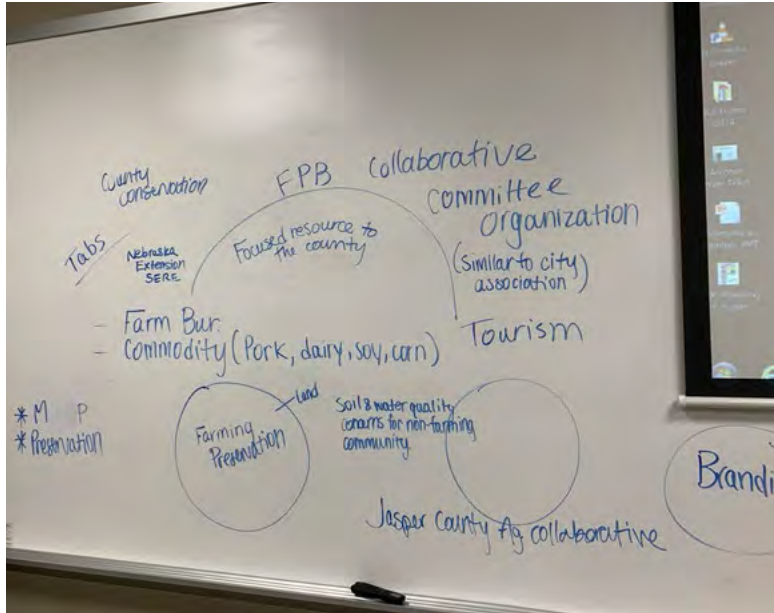 County
conservation
FPB
Collaborative
Committee
Organization
(Similar to city
association)
Focused resource to
the county
Tabs
Nebraska
Extension
SERE
Tourism
- Farm Bur.
- Commodity (Pork, dairy, soy, corn)
* M P
* Preservation
Land
Farming
Preservation
Soil & water quality
concerns for non-farming
community
Jasper County Ag collaborative
Brandi